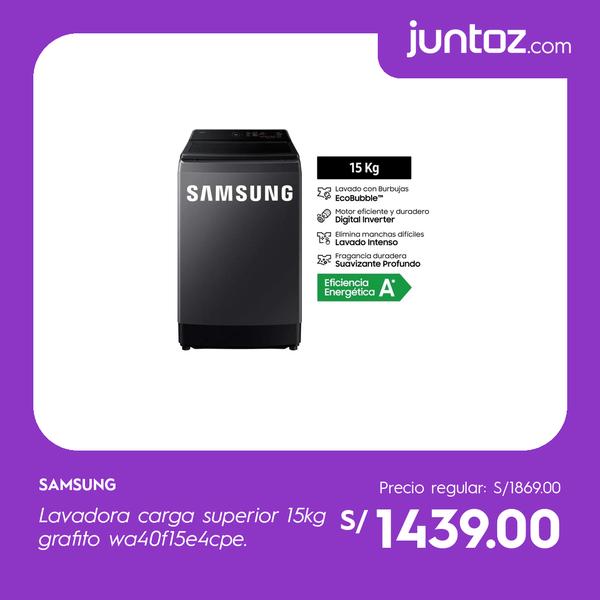 juntoz.com
SAMSUNG
15 Kg
Lavado con Burbujas
EcoBubble™
Motor eficiente y duradero
Digital Inverter
Elimina manchas difíciles
Lavado Intenso
Fragancia duradera
Suavizante Profundo
Eficiencia
Energética A*
SAMSUNG
Lavadora carga superior 15kg
grafito wa40f15e4cpe.
Precio regular: S/1869.00
S/ 1439.00